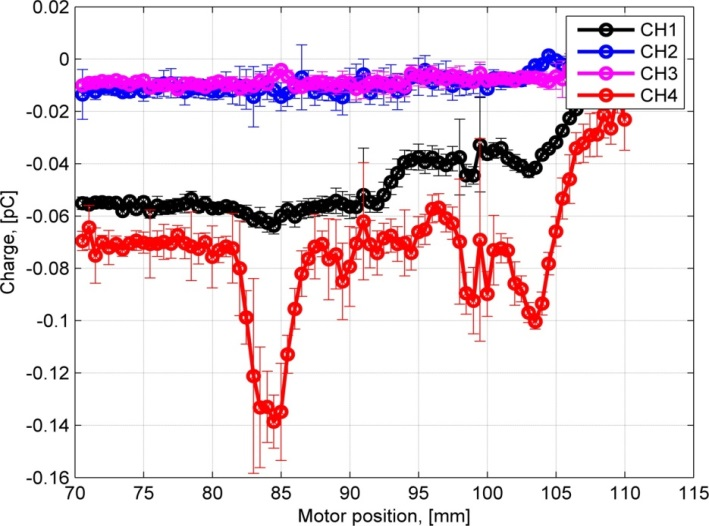 0.02
0
-0.02
-0.04
-0.06
-0.08
-0.1
-0.12
-0.14
-0.16
Charge, [pC]
CH1
CH2
CH3
CH4
70 75 80 85 90 95 100 105 110 115
Motor position, [mm]